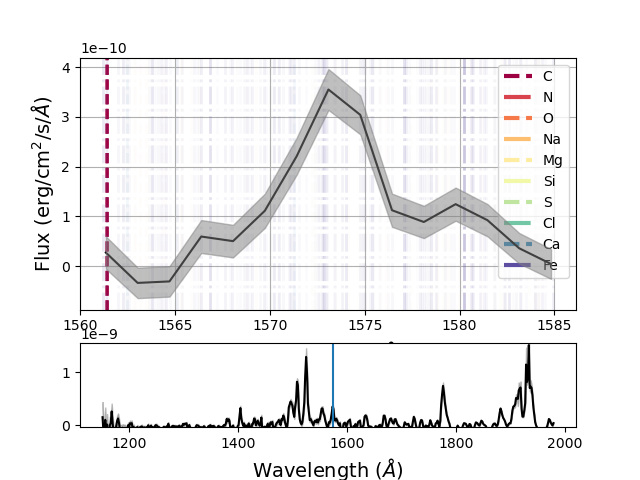 1e−10
4
3
2
1
0
Flux (erg/cm²/s/Å)
C
N
O
Na
Mg
Si
S
Cl
Ca
Fe
1560 1565 1570 1575 1580 1585
1e−9
1
0
1200 1400 1600 1800 2000
Wavelength (Å)